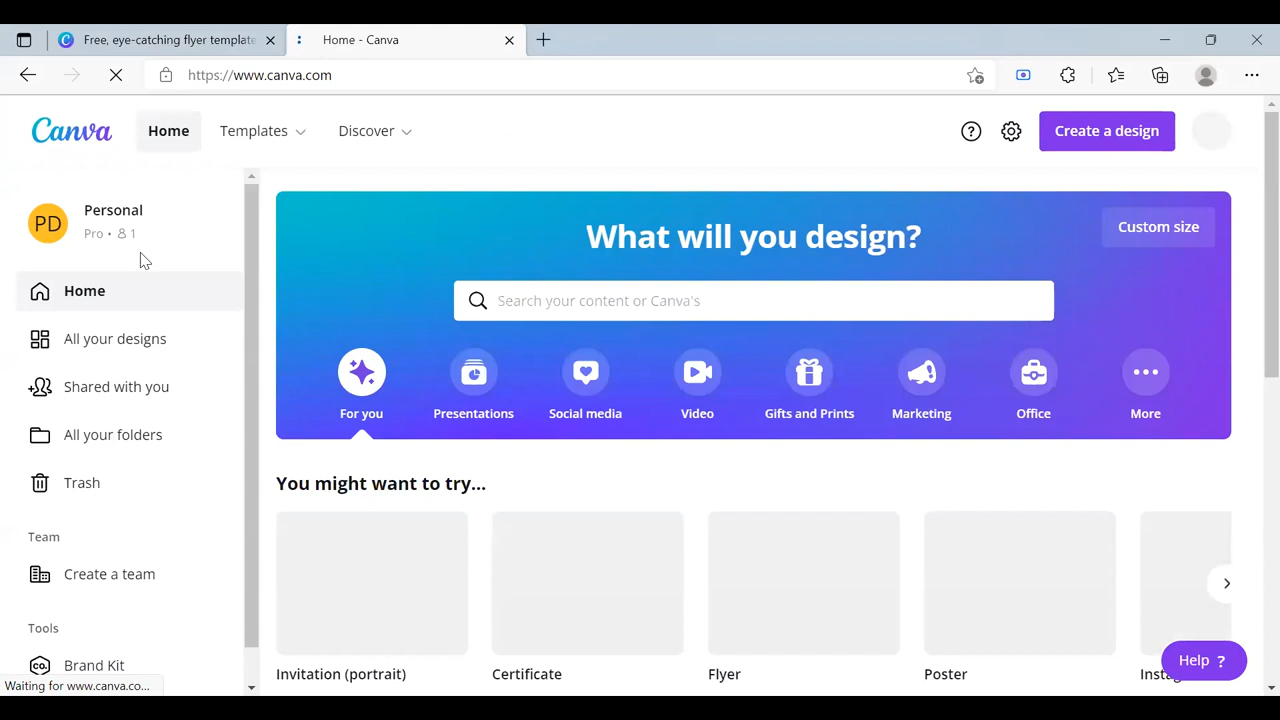 Free, eye-catching flyer template
Home - Canva
https://www.canva.com
Canva
Home
Templates
Discover
Create a design
PD
Personal
Pro • 1
Home
All your designs
Shared with you
All your folders
Trash
Team
Create a team
Tools
CO.
Brand Kit
What will you design?
Custom size
Search your content or Canva's
For you
Presentations
Social media
Video
Gifts and Prints
Marketing
Office
More
You might want to try...
Invitation (portrait)
Certificate
Flyer
Poster
Help ?
Waiting for www.canva.co...